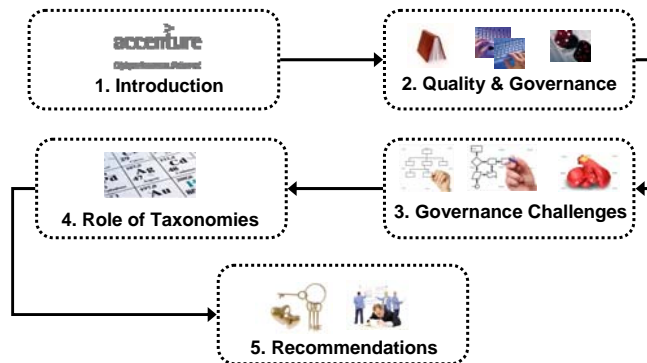 accenture
1. Introduction
2. Quality & Governance
4. Role of Taxonomies
3. Governance Challenges
5. Recommendations